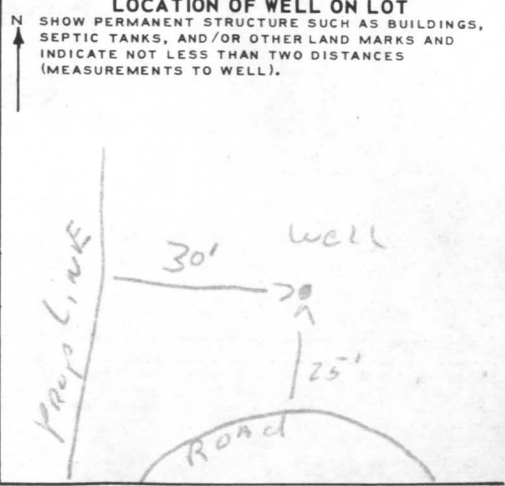 LOCATION OF WELL ON LOT
N
SHOW PERMANENT STRUCTURE SUCH AS BUILDINGS,
SEPTIC TANKS, AND/OR OTHER LAND MARKS AND
INDICATE NOT LESS THAN TWO DISTANCES
(MEASUREMENTS TO WELL).
Well
30'
Prop LINE
25'
ROAD